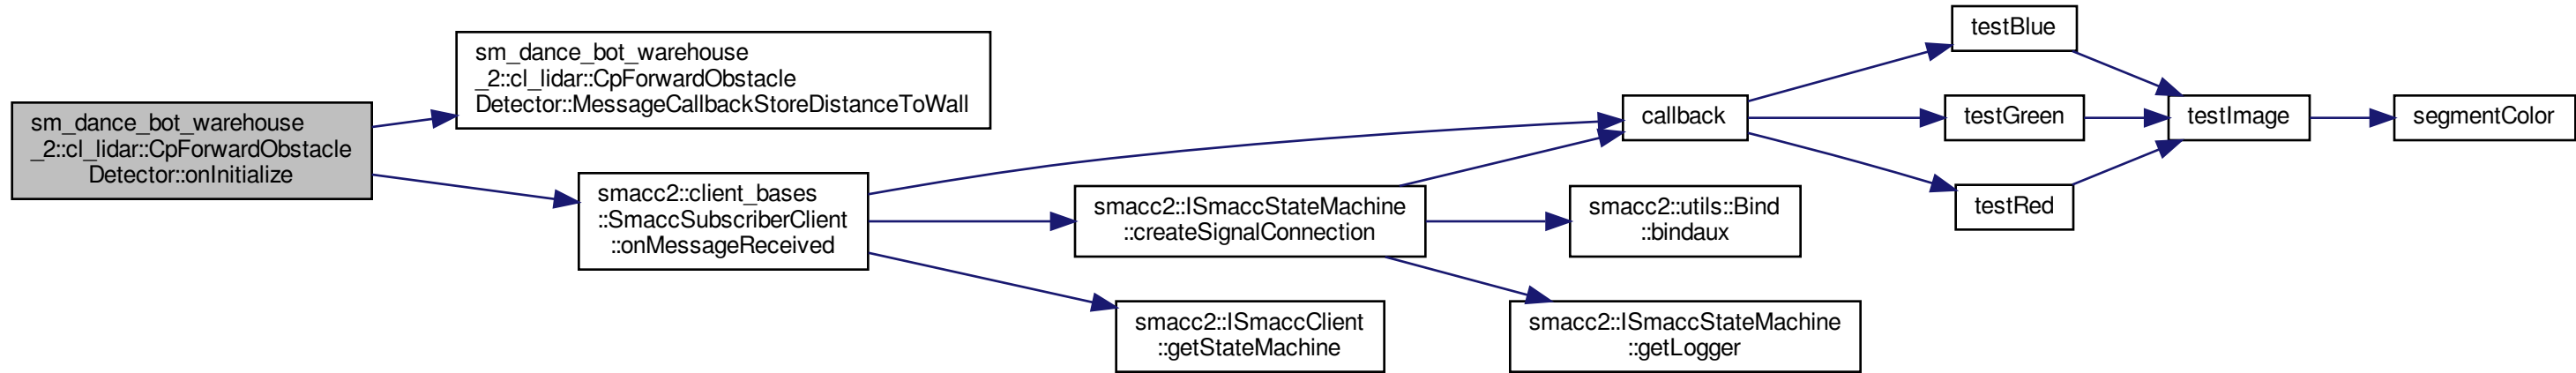 sm_dance_bot_warehouse
_2::cl_lidar::CpForwardObstacle
Detector::onInitialize
sm_dance_bot_warehouse
_2::cl_lidar::CpForwardObstacle
Detector::MessageCallbackStoreDistanceToWall
smacc2::client_bases
::SmaccSubscriberClient
::onMessageReceived
callback
smacc2::ISmaccStateMachine
::createSignalConnection
smacc2::ISmaccClient
::getStateMachine
smacc2::utils::Bind
::bindaux
smacc2::ISmaccStateMachine
::getLogger
testBlue
testGreen
testRed
testImage
segmentColor